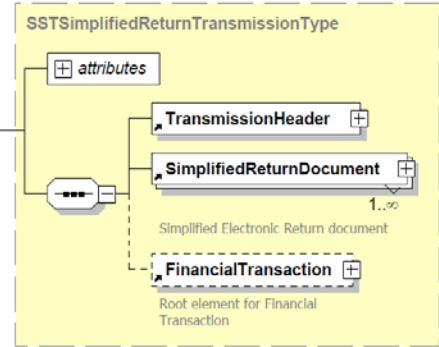 SSTSimplifiedReturnTransmissionType
attributes
TransmissionHeader
SimplifiedReturnDocument
1..∞
Simplified Electronic Return document
FinancialTransaction
Root element for Financial
Transaction